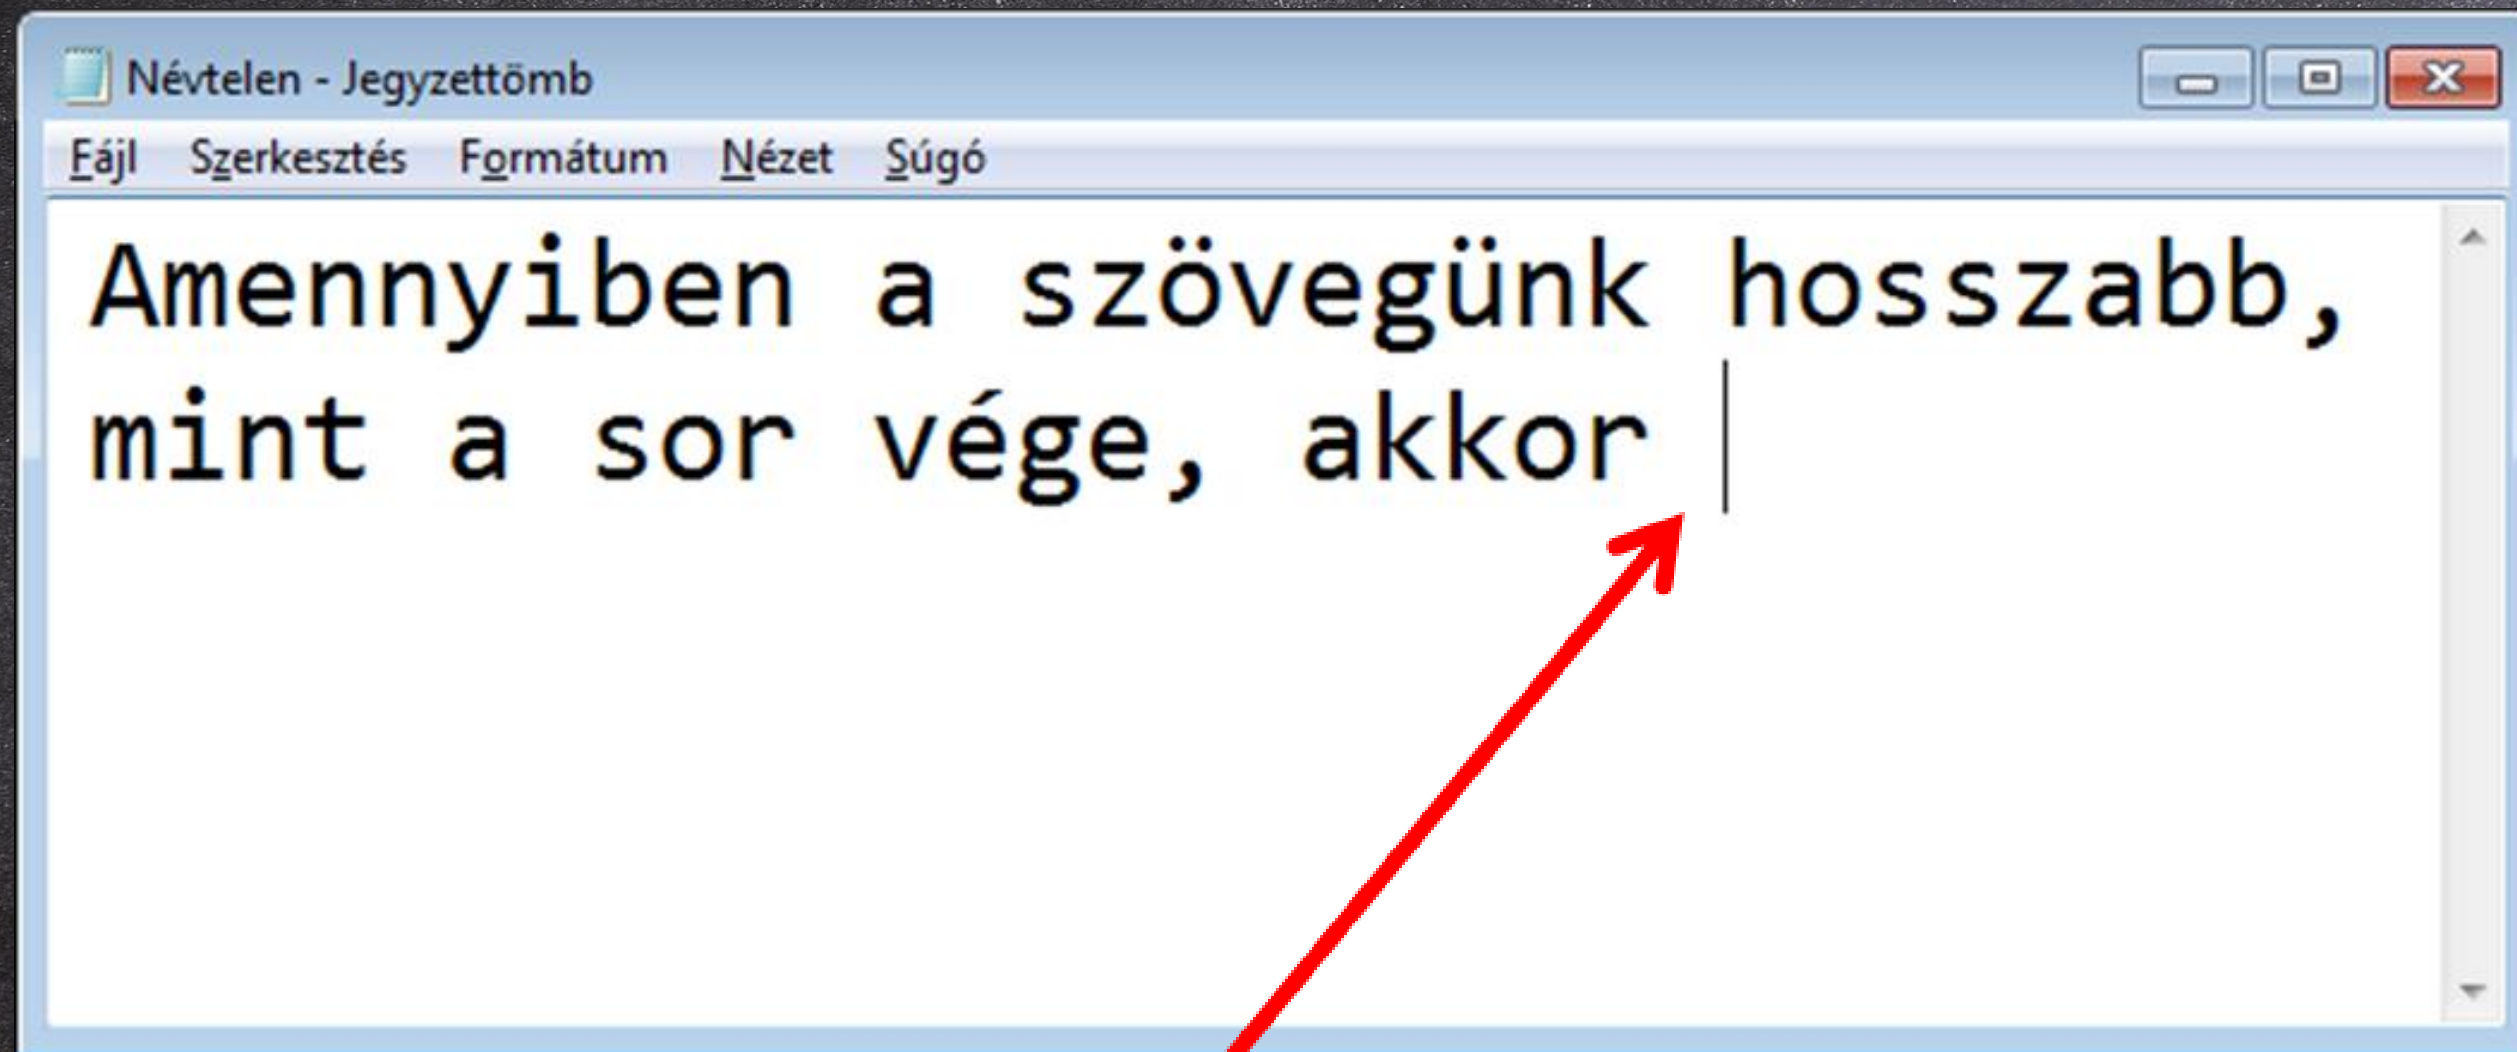 Névtelen - Jegyzettömb
Fájl Szerkesztés Formátum Nézet Súgó
Amennyiben a szövegünk hosszabb,
mint a sor vége, akkor